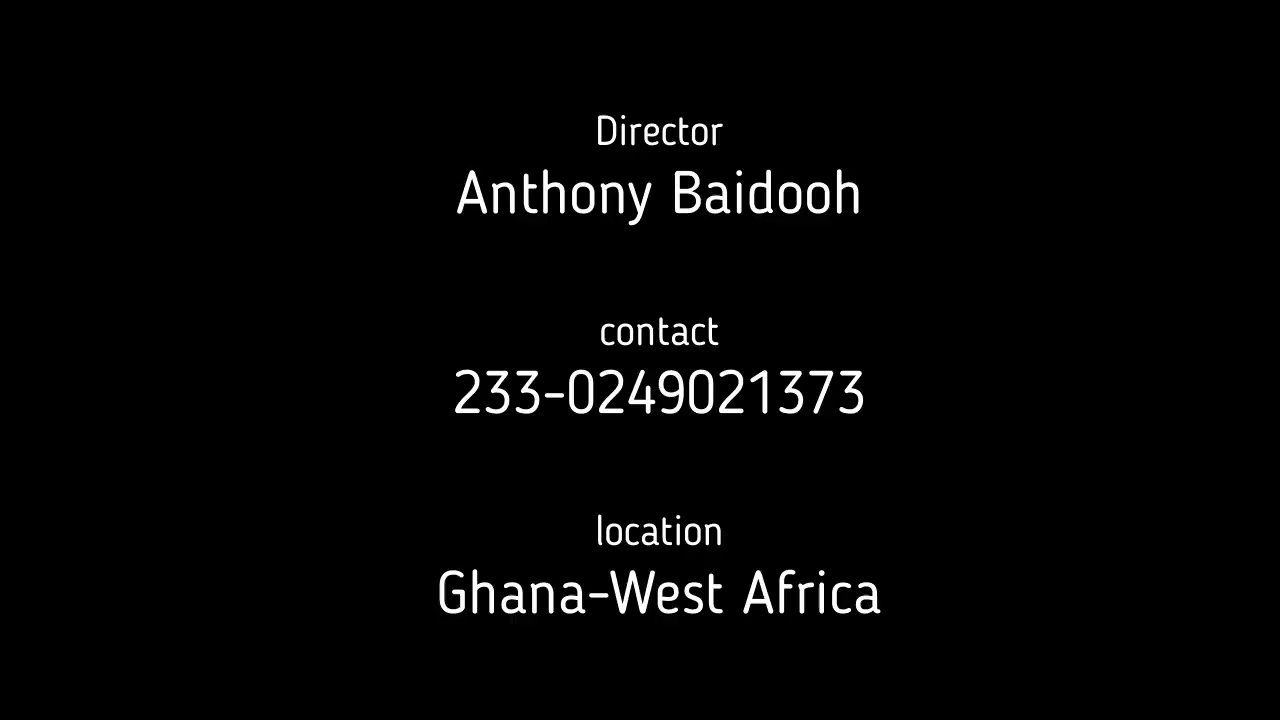 Director
Anthony Baidooh
contact
233-0249021373
location
Ghana-West Africa